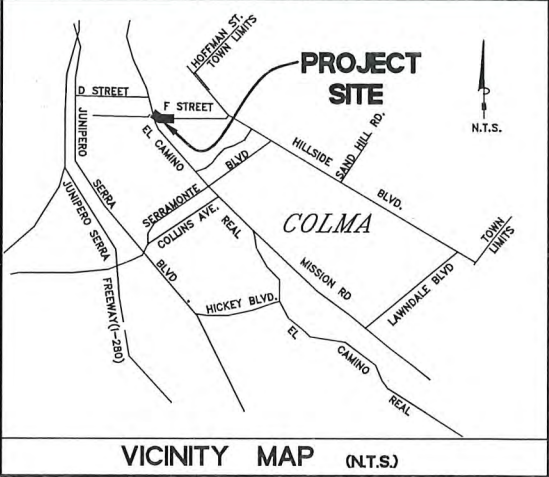 HOFFMAN ST.
TOWN LIMITS
PROJECT
SITE
N.T.S.
D STREET
F STREET
JUNIPERO
SERRA
BLVD.
EL CAMINO
REAL
HILLSIDE
BLVD.
SAND HILL RD.
SERRAMONTE
BLVD
COLLINS AVE.
COLMA
JUNIPERO SERRA
FREEWAY(I-280)
HICKEY BLVD.
MISSION RD
LAWNDALE BLVD
TOWN
LIMITS
EL
CAMINO
REAL
VICINITY MAP (N.T.S.)